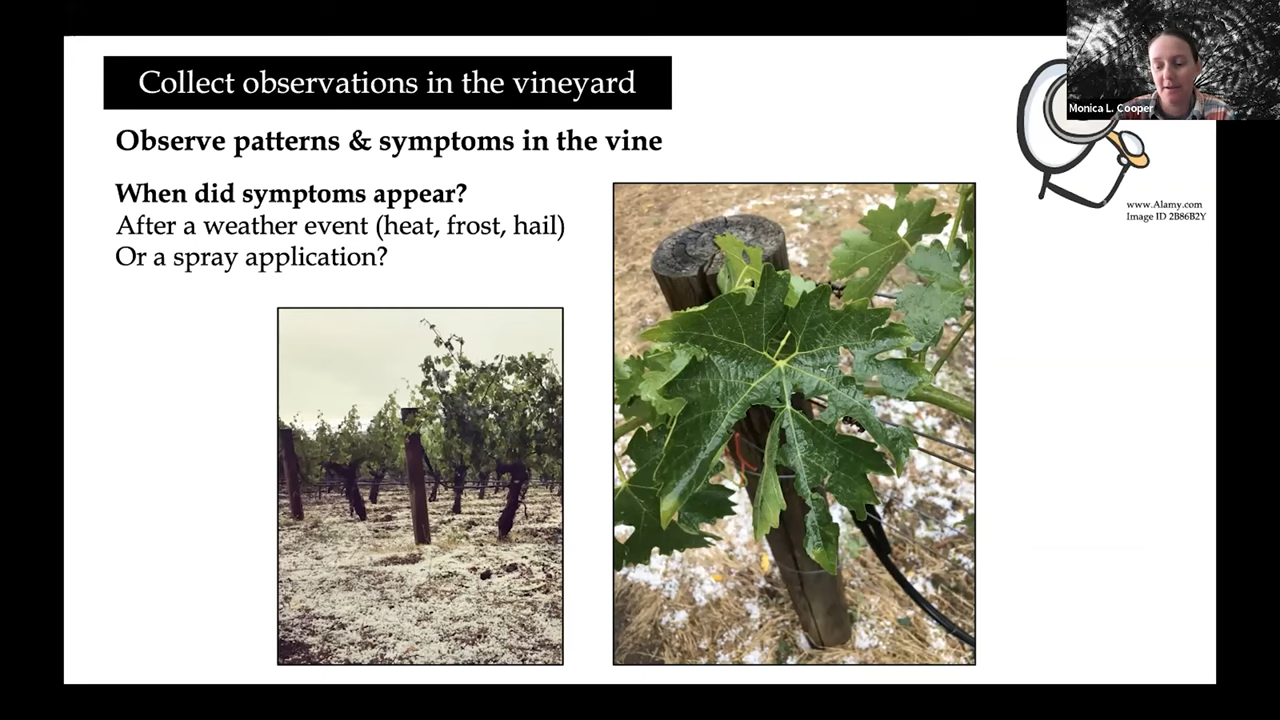 Collect observations in the vineyard
Observe patterns & symptoms in the vine
When did symptoms appear?
After a weather event (heat, frost, hail)
Or a spray application?
Monica L. Cooper
www.Alamy.com
Image ID 2B86B2Y